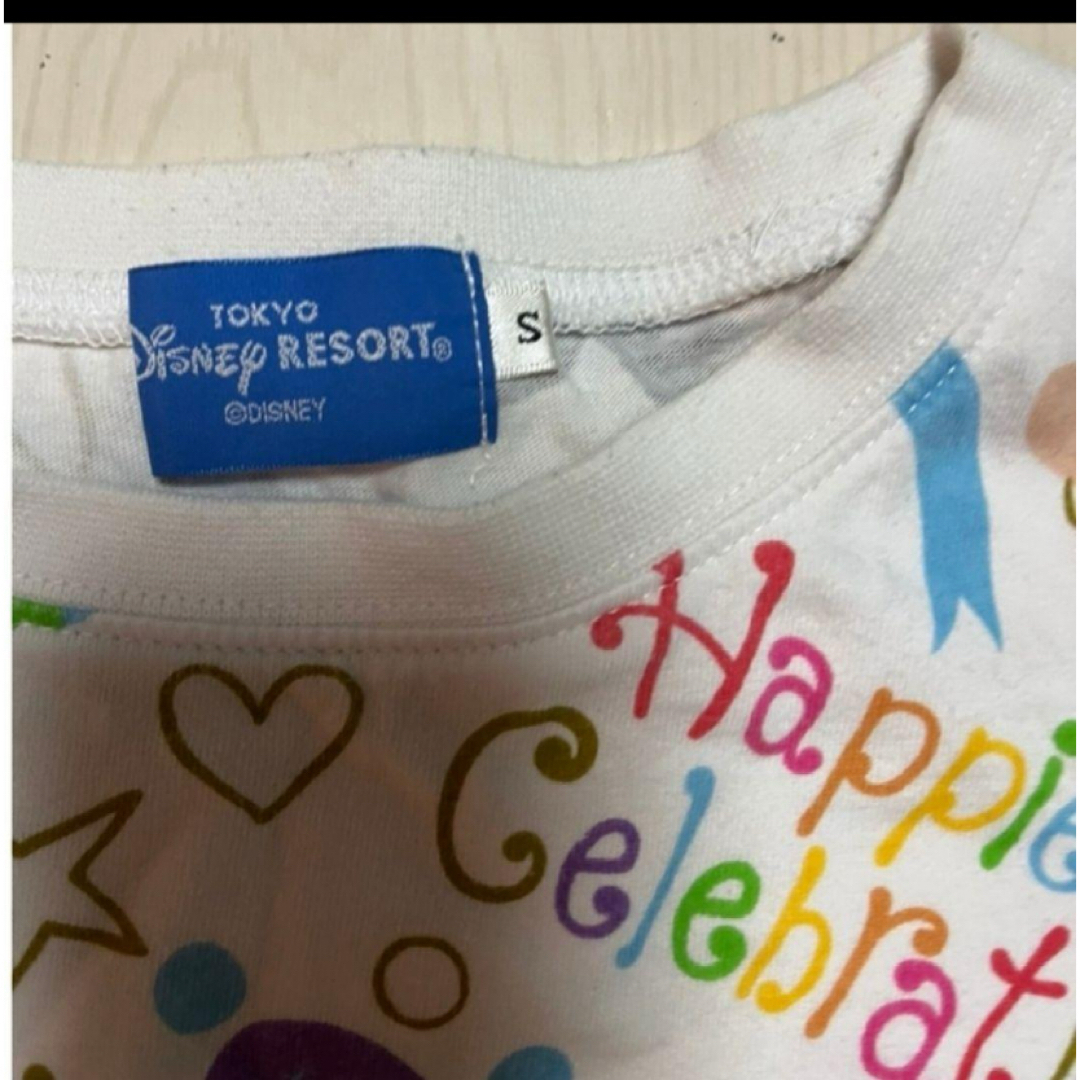 TOKYO
Disney RESORT®
©DISNEY
S
Happie
Celebrat